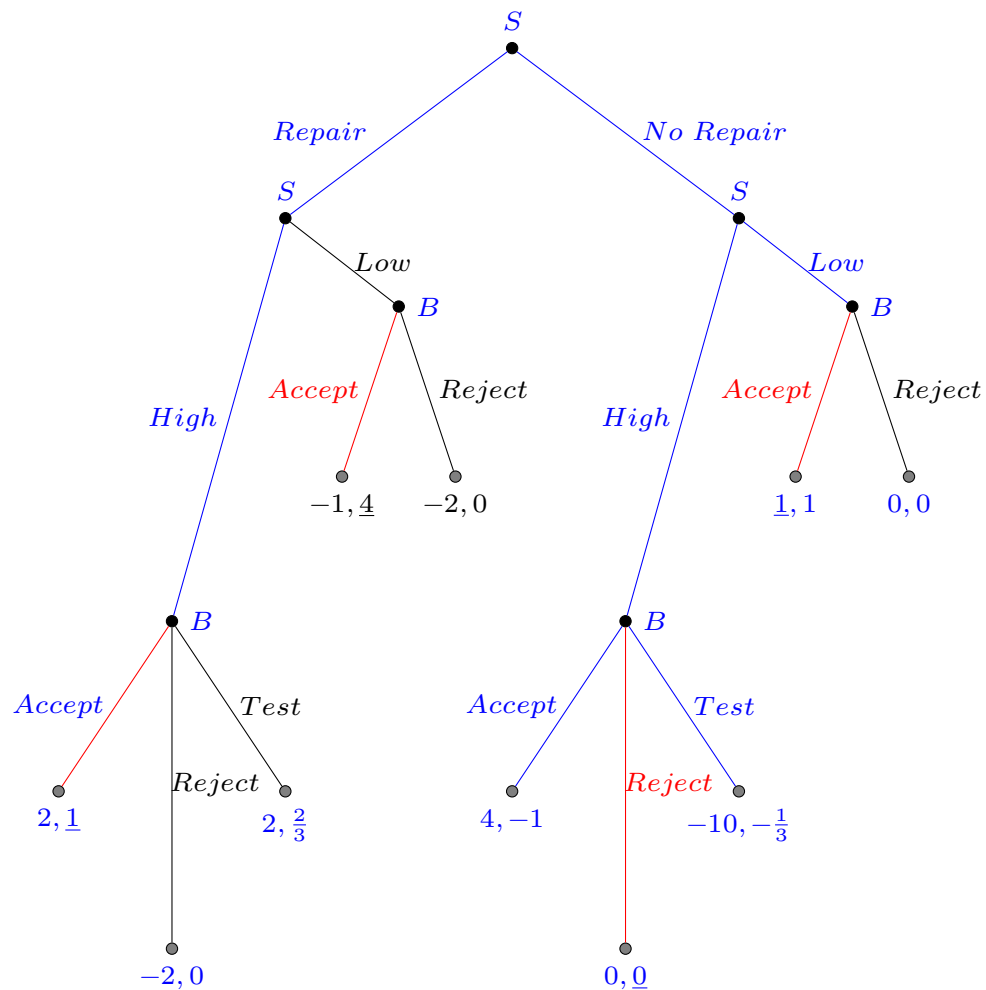 S
Repair
No Repair
S
S
Low
Low
B
B
Accept
Reject
Accept
Reject
High
High
−1, 4
−2, 0
1, 1
0, 0
B
B
Accept
Test
Accept
Test
Reject
Reject
2, 1
2, 2/3
4, −1
−10, −1/3
−2, 0
0, 0